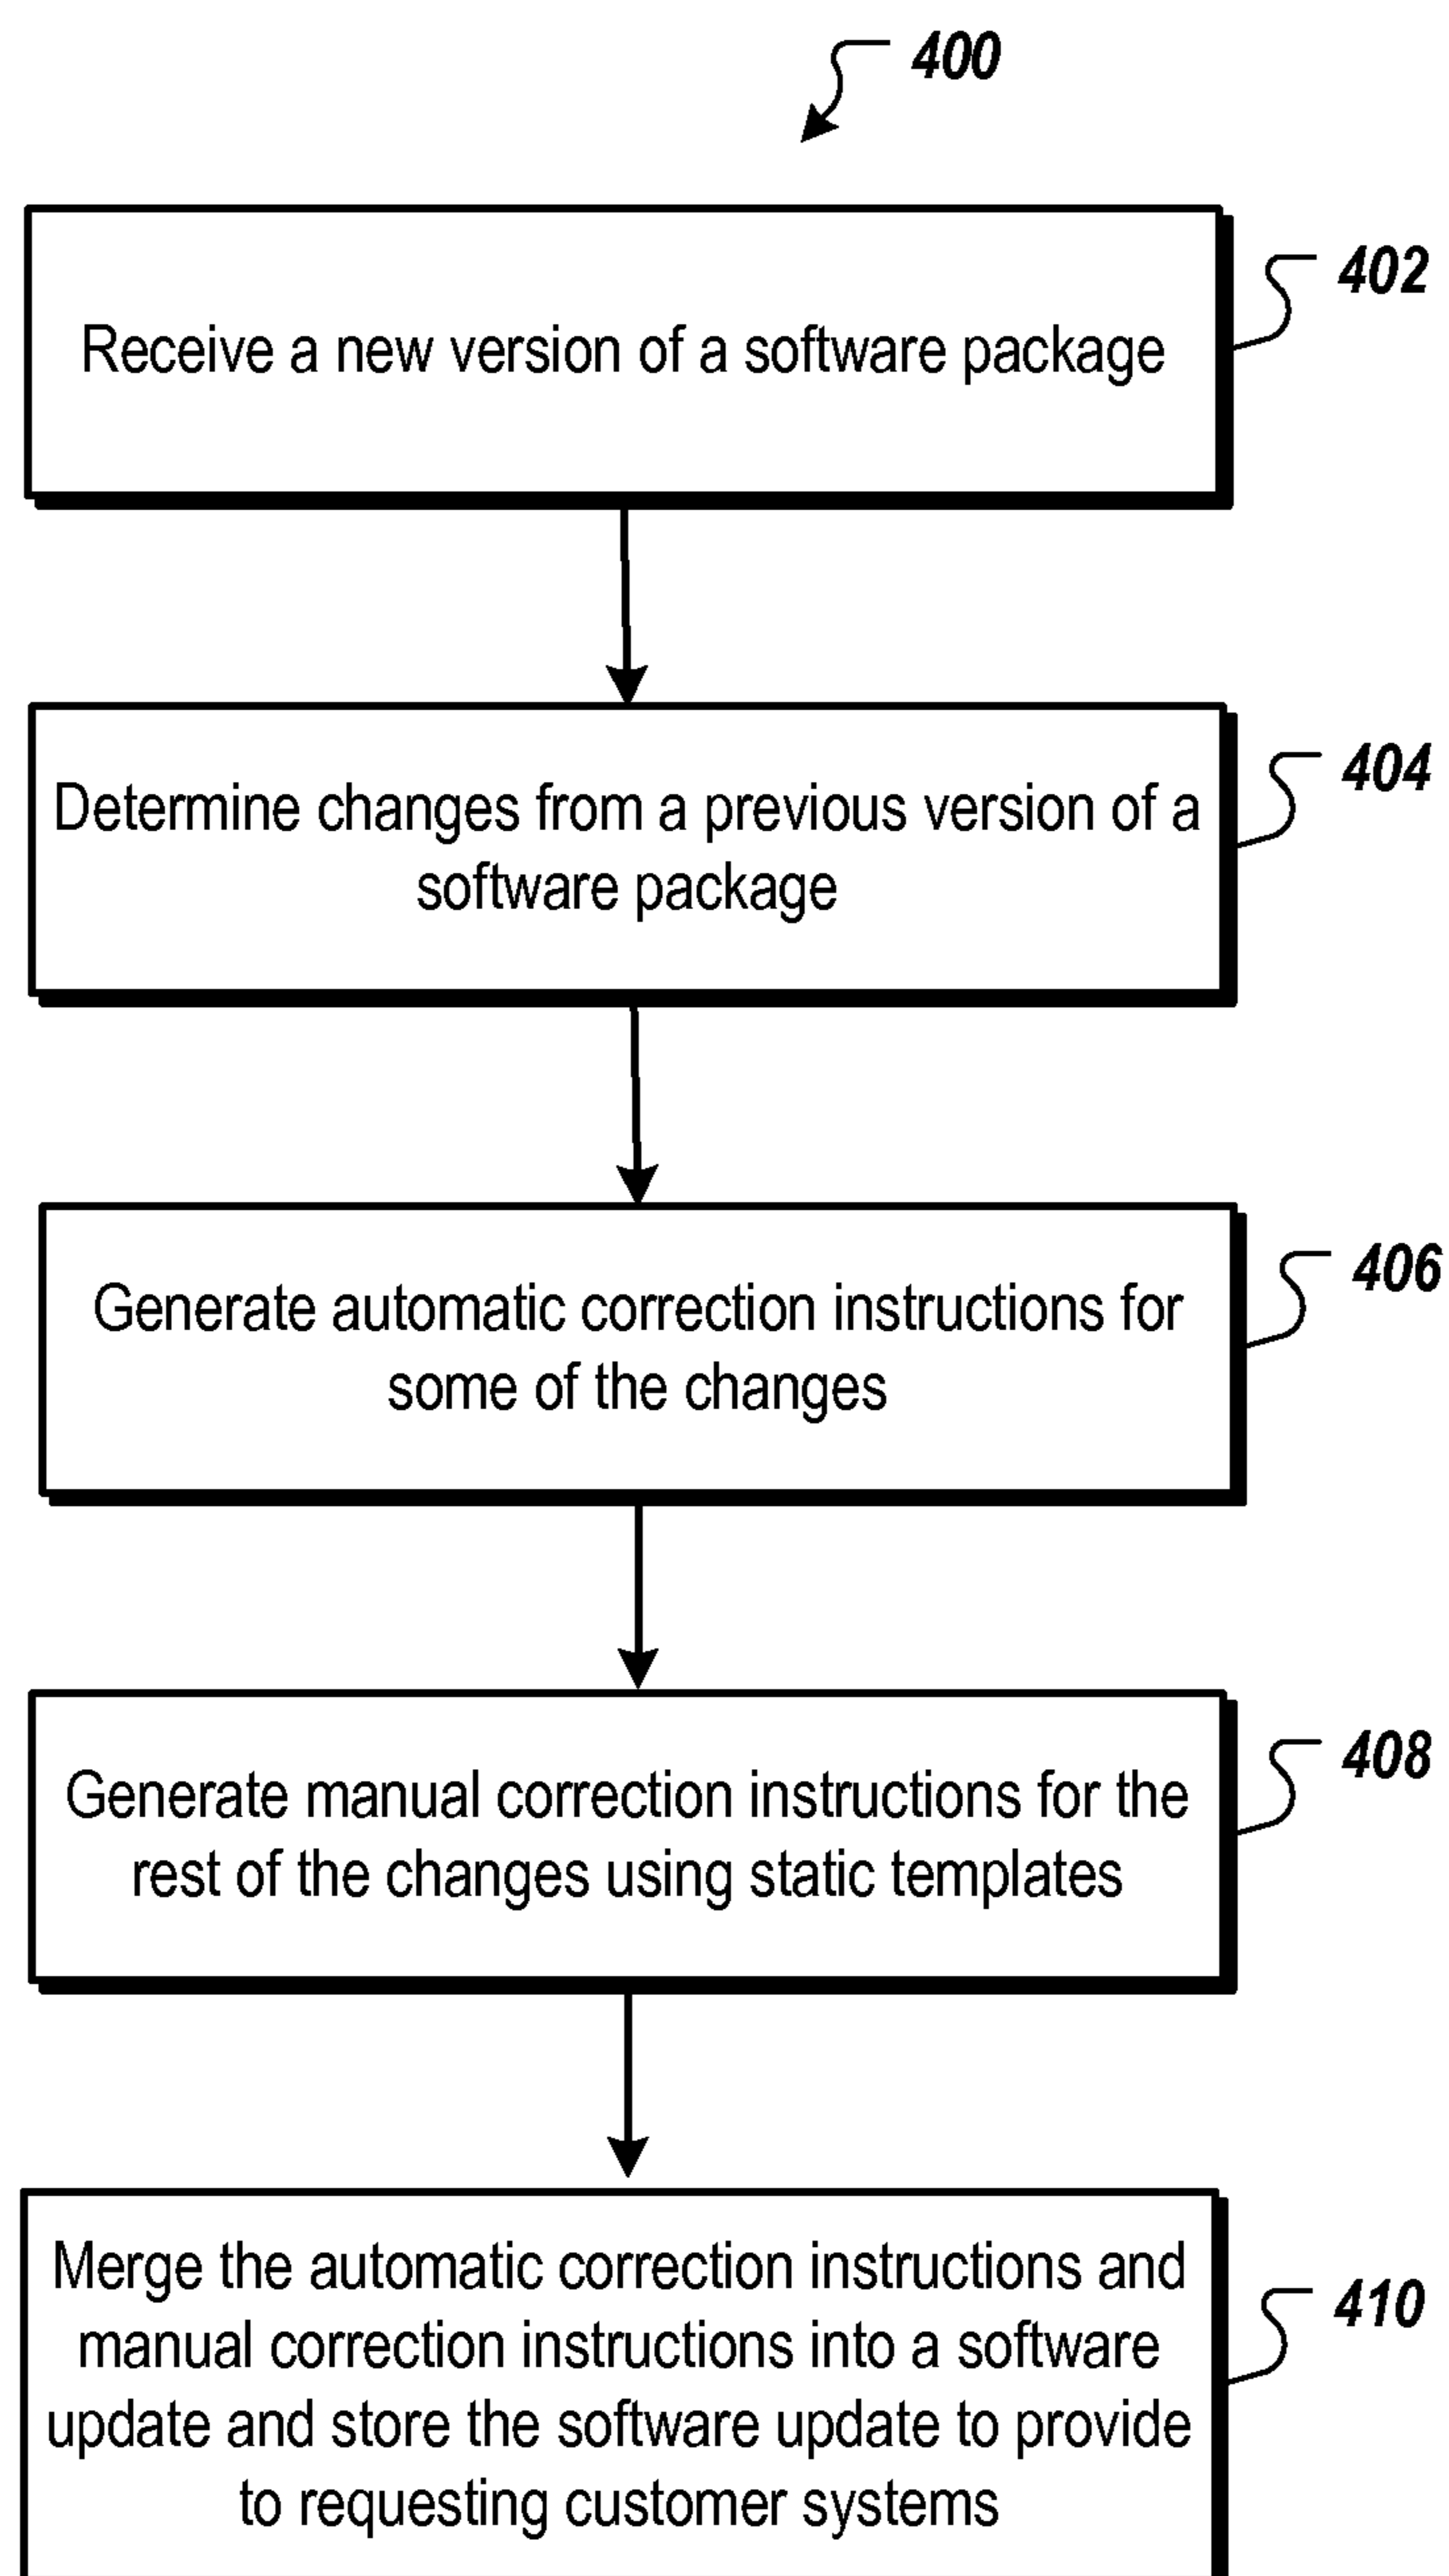 400
Receive a new version of a software package
402
Determine changes from a previous version of a
software package
404
Generate automatic correction instructions for
some of the changes
406
Generate manual correction instructions for the
rest of the changes using static templates
408
Merge the automatic correction instructions and
manual correction instructions into a software
update and store the software update to provide
to requesting customer systems
410